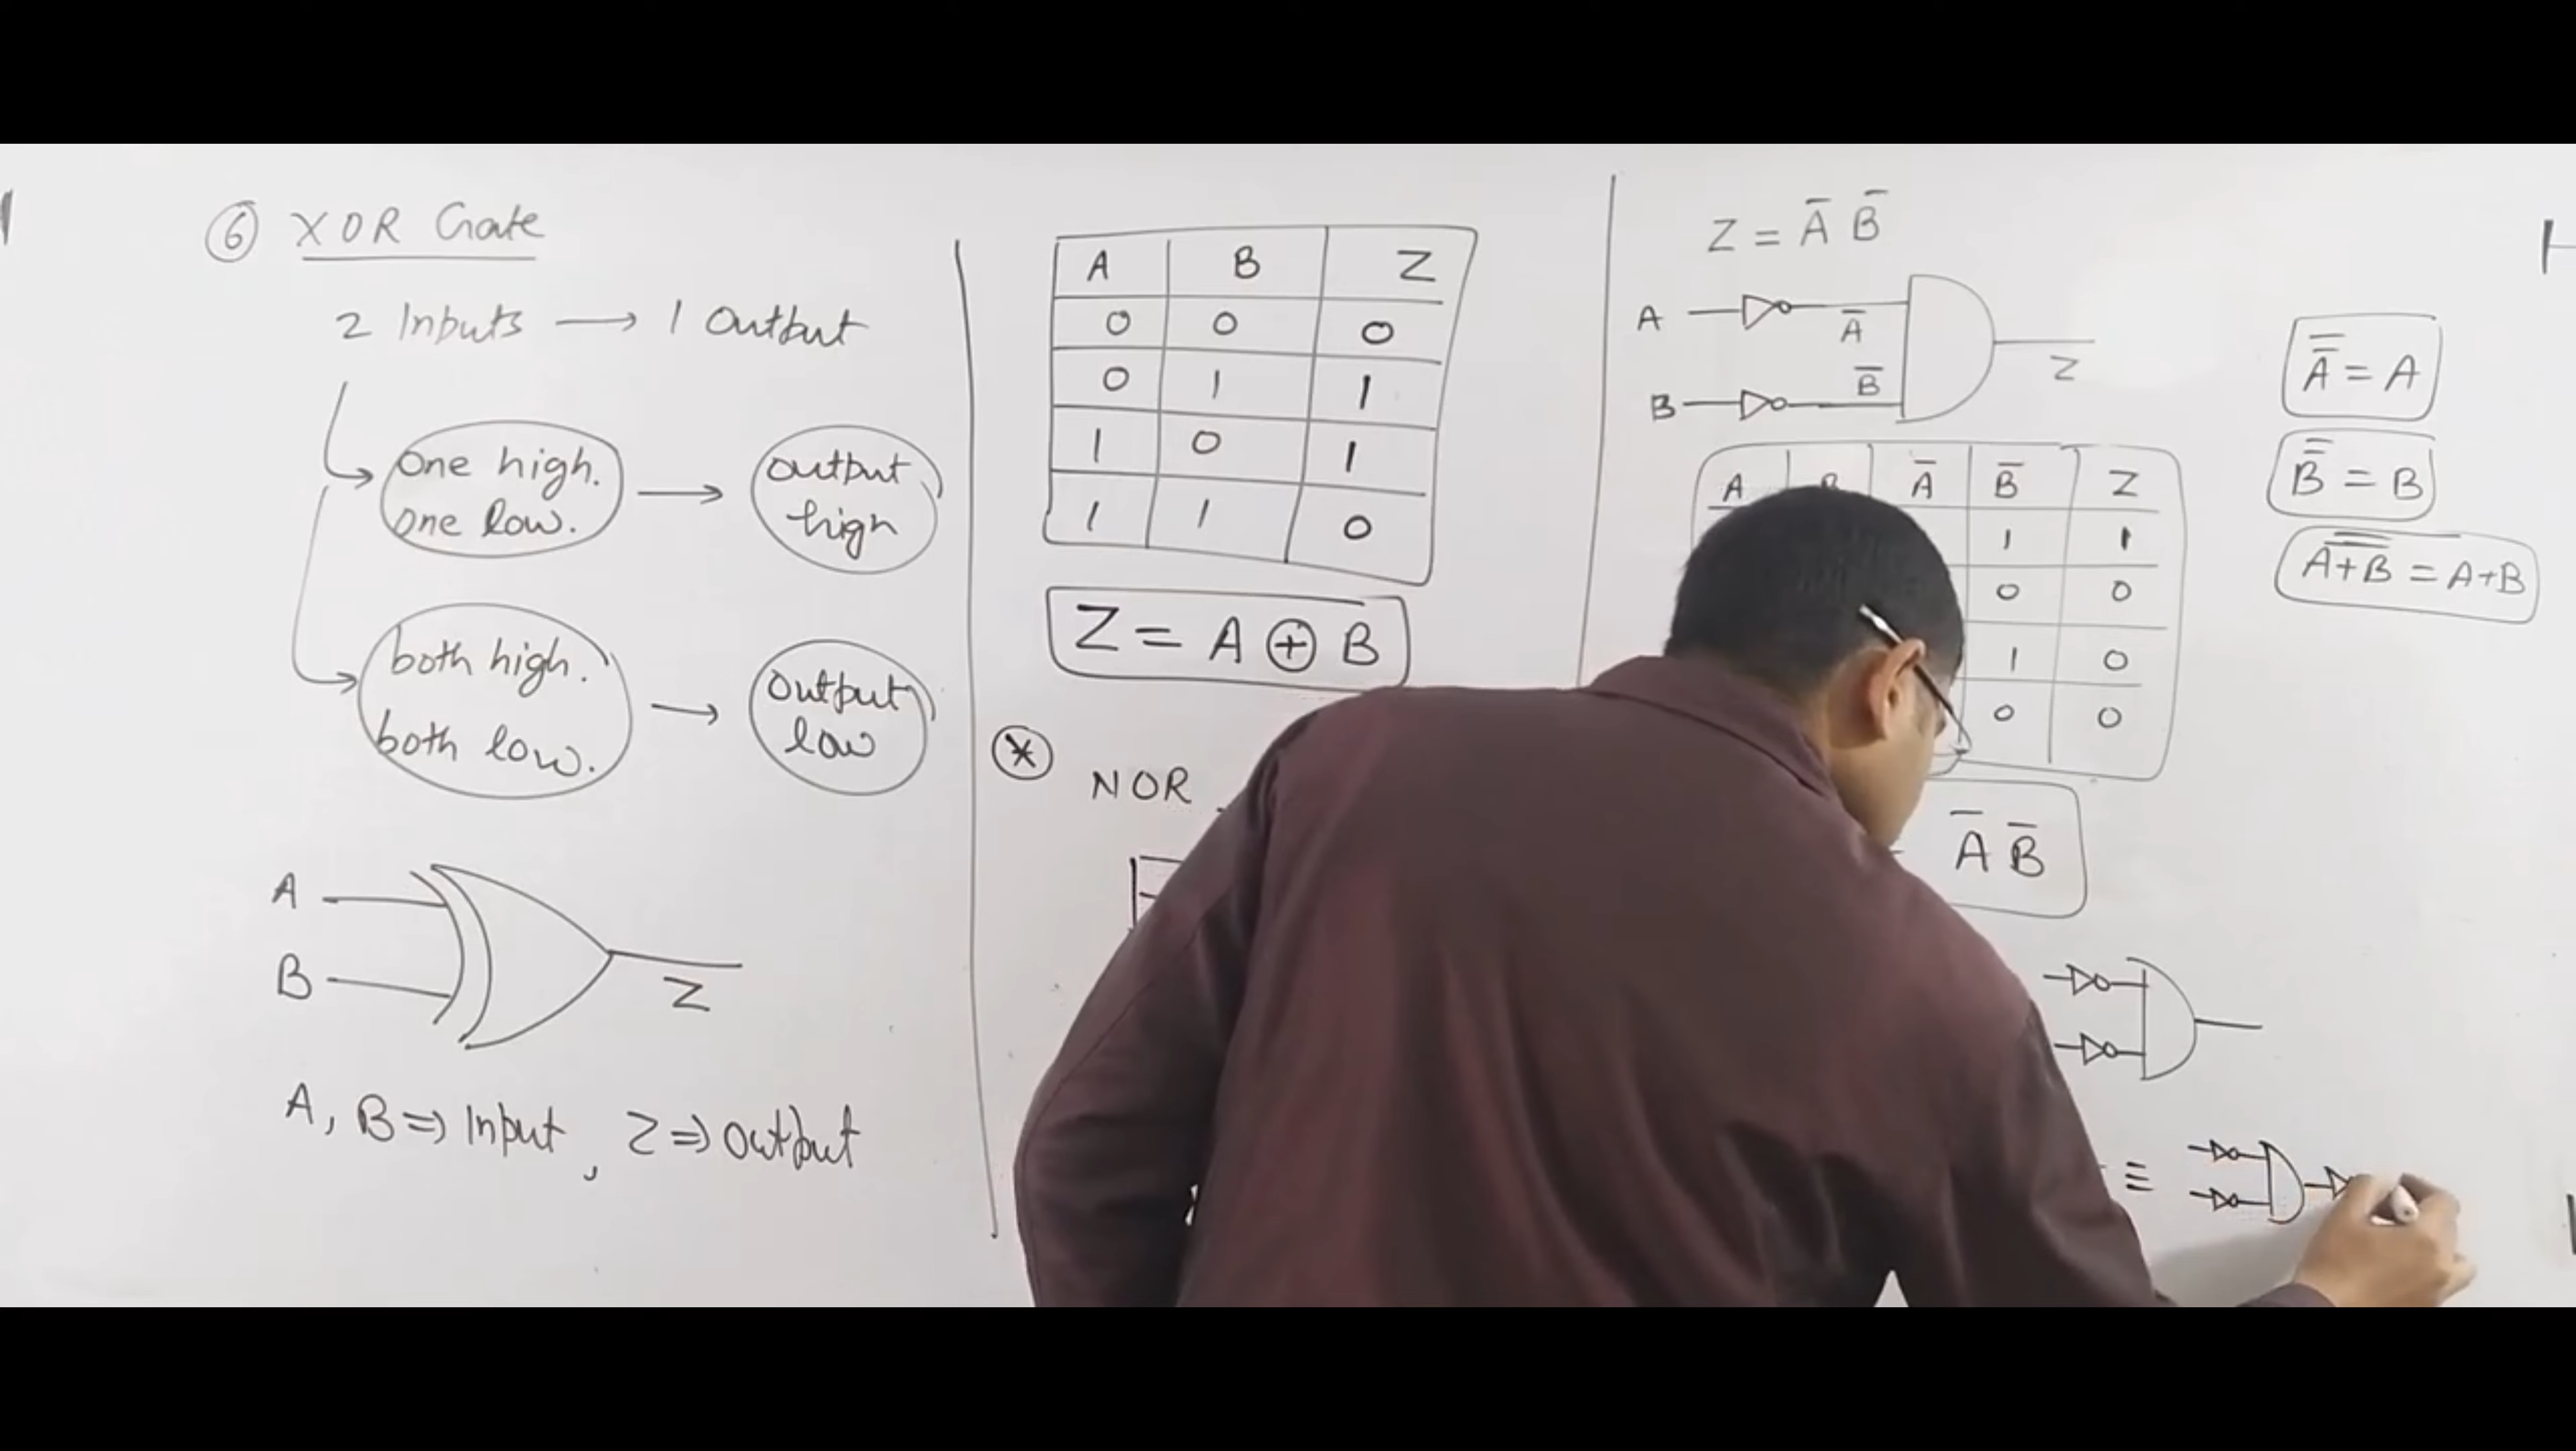 6 XOR Gate
2 Inputs → 1 Output
one high.
one low.
→
output
high
both high.
both low.
→
output
low
A
B
Z
A, B ⇒ Input, Z ⇒ Output
A B Z
0 0 0
0 1 1
1 0 1
1 1 0
Z = A ⊕ B
*
NOR
Z = A̅ B̅
A
A̅
B
B̅
Z
A A̅ B̅ Z
1 1
0 0
1 0
0 0
A̅ B̅
≡
A̅̅ = A
B̅̅ = B
A̿+̿B̿ = A+B